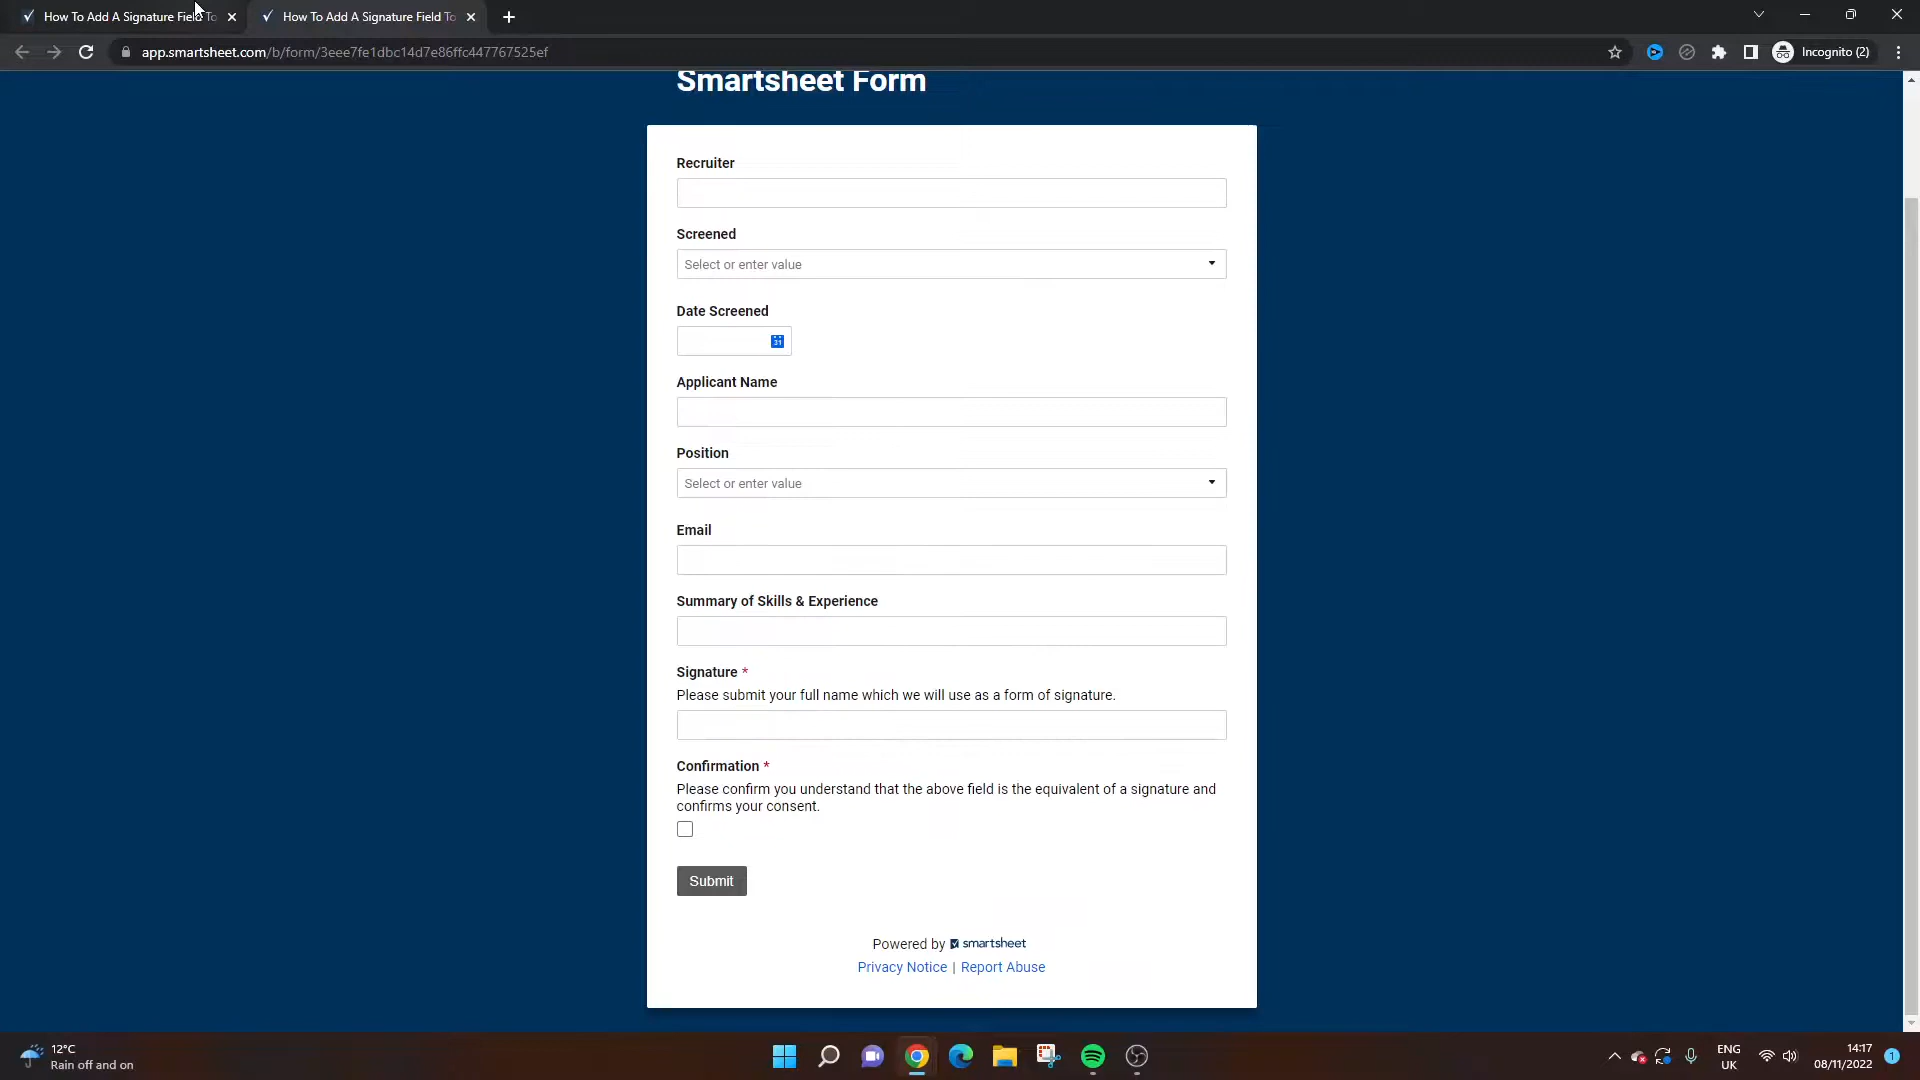 How To Add A Signature Field To
How To Add A Signature Field To
app.smartsheet.com/b/form/3eee7fe1dbc14d7e86ffc447767525ef
Incognito (2)
Smartsheet Form
Recruiter
Screened
Select or enter value
Date Screened
31
Applicant Name
Position
Select or enter value
Email
Summary of Skills & Experience
Signature *
Please submit your full name which we will use as a form of signature.
Confirmation *
Please confirm you understand that the above field is the equivalent of a signature and
confirms your consent.
Submit
Powered by smartsheet
Privacy Notice | Report Abuse
12°C
Rain off and on
ENG
UK
14:17
08/11/2022
1